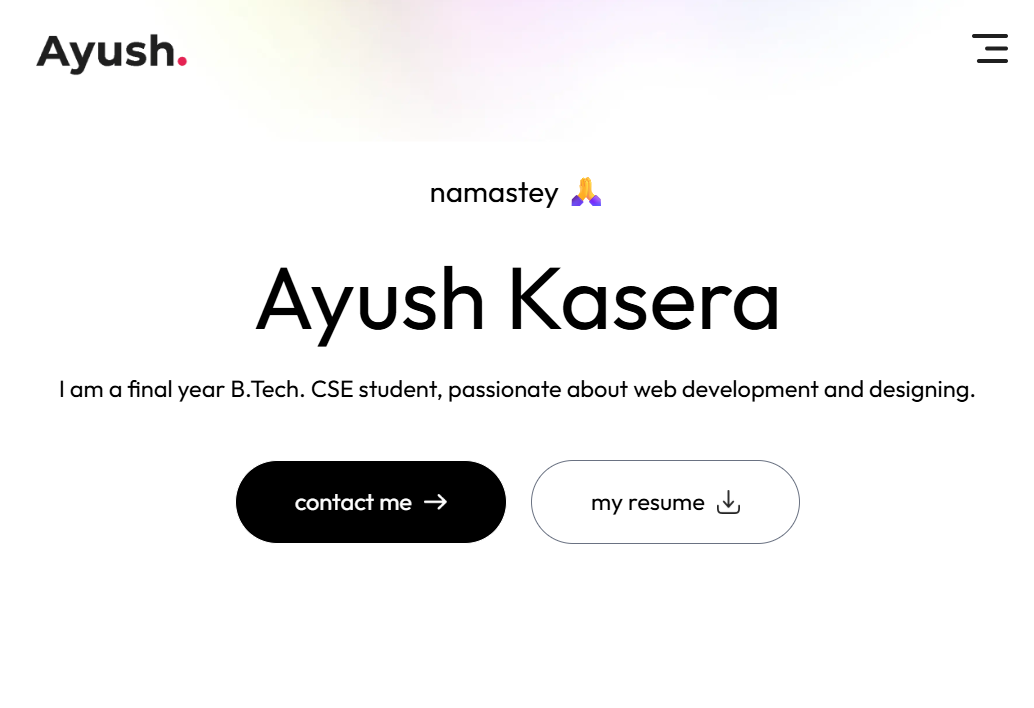 Ayush.
namastey 🙏
Ayush Kasera
I am a final year B.Tech. CSE student, passionate about web development and designing.
contact me →
my resume